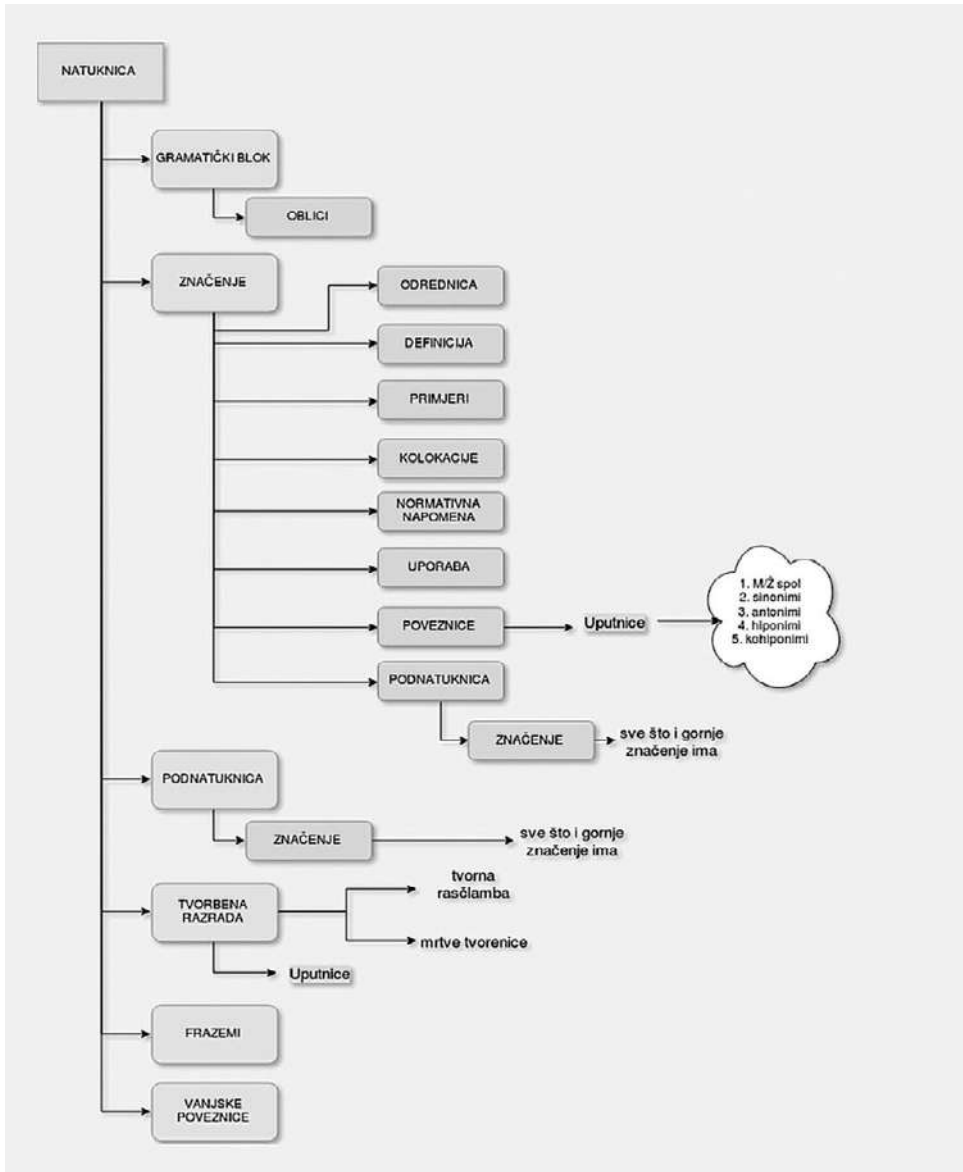 NATUKNICA
GRAMATIČKI BLOK
OBLICI
ZNAČENJE
ODREDNICA
DEFINICIJA
PRIMJERI
KOLOKACIJE
NORMATIVNA
NAPOMENA
UPORABA
POVEZNICE
Uputnice
1. M/Ž spol
2. sinonimi
3. antonimi
4. hiponimi
5. kohiponimi
PODNATUKNICA
ZNAČENJE
sve što i gornje
značenje ima
PODNATUKNICA
ZNAČENJE
sve što i gornje
značenje ima
TVORBENA
RAZRADA
tvorna
rasčlamba
mrtve tvorenice
Uputnice
FRAZEMI
VANJSKE
POVEZNICE